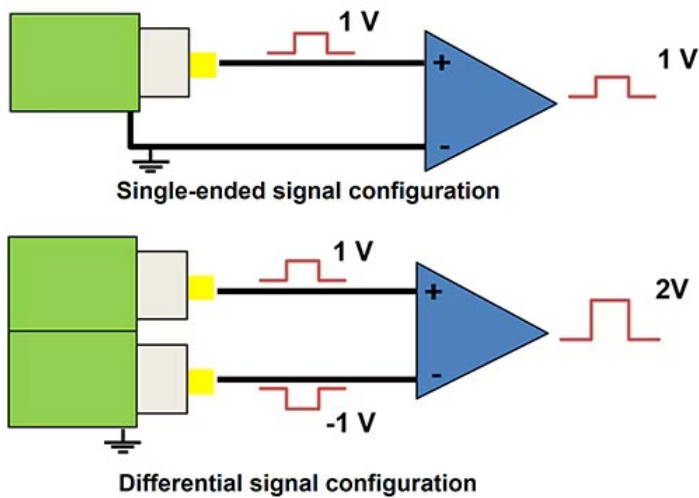 1 V
1 V
+
-
Single-ended signal configuration
1 V
2V
+
-
-1 V
Differential signal configuration